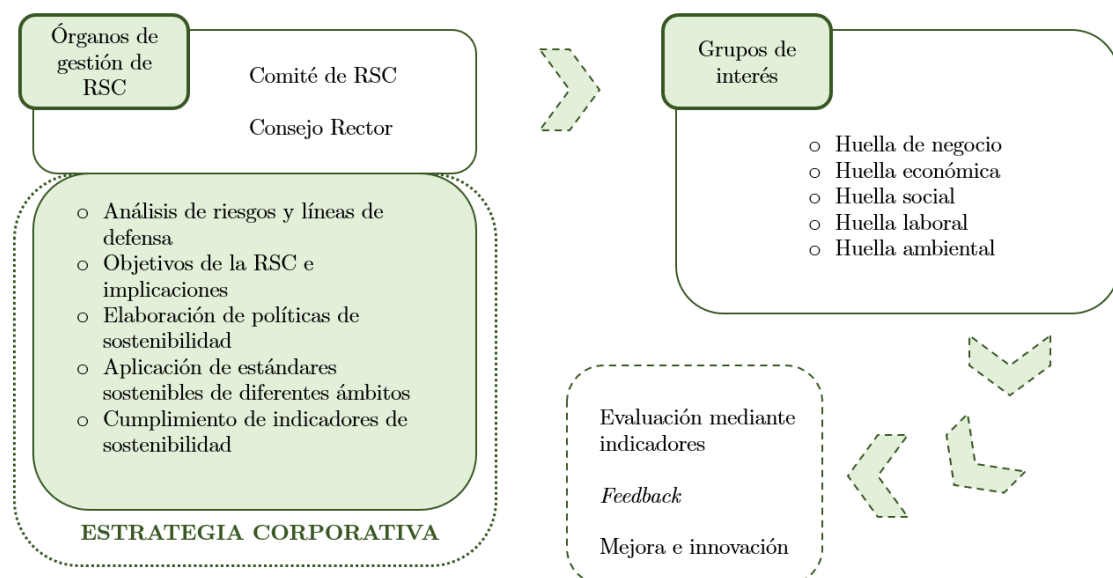 Órganos de
gestión de
RSC
Comité de RSC
Consejo Rector
○ Análisis de riesgos y líneas de
defensa
○ Objetivos de la RSC e
implicaciones
○ Elaboración de políticas de
sostenibilidad
○ Aplicación de estándares
sostenibles de diferentes ámbitos
○ Cumplimiento de indicadores de
sostenibilidad
ESTRATEGIA CORPORATIVA
Grupos de
interés
○ Huella de negocio
○ Huella económica
○ Huella social
○ Huella laboral
○ Huella ambiental
Evaluación mediante
indicadores
Feedback
Mejora e innovación